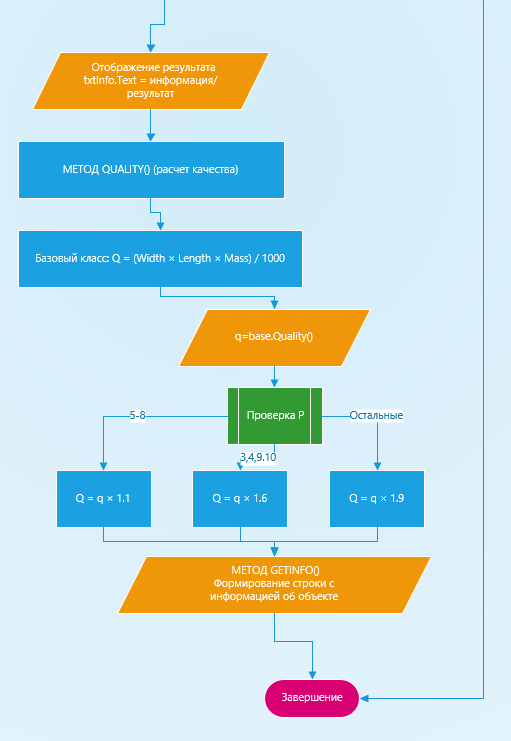 Отображение результата
txtInfo.Text = информация/
результат
МЕТОД QUALITY() (расчет качества)
Базовый класс: Q = (Width × Length × Mass) / 1000
q=base.Quality()
Проверка P
5-8
Остальные
3,4,9.10
Q = q × 1.1
Q = q × 1.6
Q = q × 1.9
МЕТОД GETINFO()
Формирование строки с
информацией об объекте
Завершение